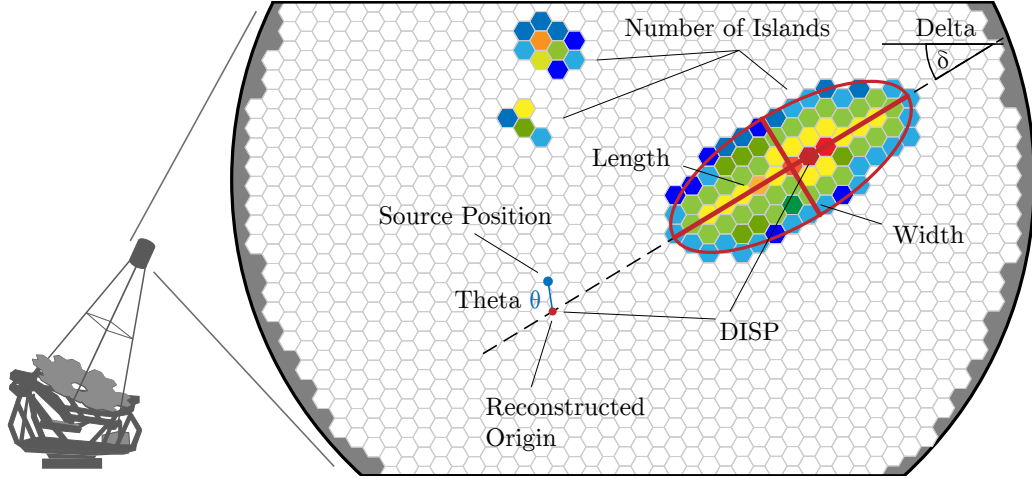 Number of Islands
Delta
δ
Length
Source Position
Width
Theta θ
DISP
Reconstructed
Origin